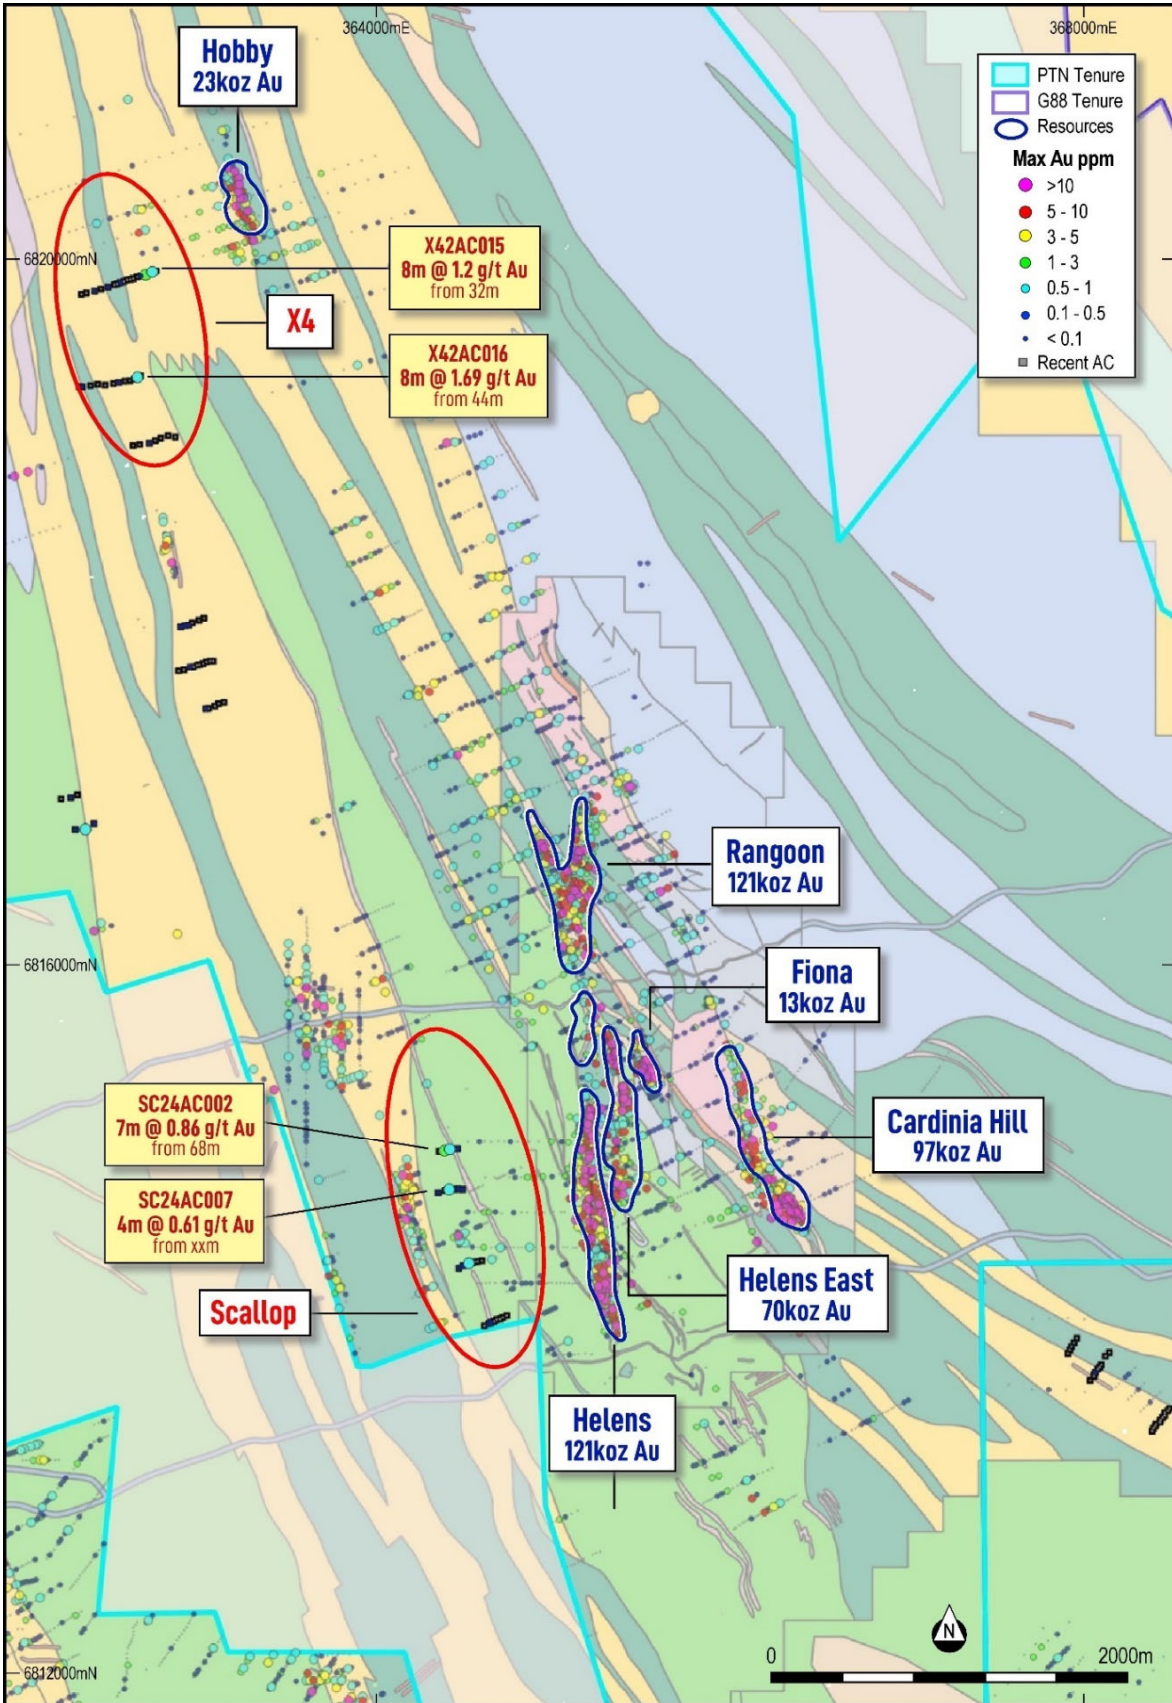 364000mE
368000mE
Hobby
23koz Au
PTN Tenure
G88 Tenure
Resources
Max Au ppm
>10
5 - 10
3 - 5
1 - 3
0.5 - 1
0.1 - 0.5
< 0.1
Recent AC
6820000mN
X42AC015
8m @ 1.2 g/t Au
from 32m
X4
X42AC016
8m @ 1.69 g/t Au
from 44m
Rangoon
121koz Au
6816000mN
Fiona
13koz Au
SC24AC002
7m @ 0.86 g/t Au
from 68m
Cardinia Hill
97koz Au
SC24AC007
4m @ 0.61 g/t Au
from xxm
Helens East
70koz Au
Scallop
Helens
121koz Au
N
0
2000m
6812000mN